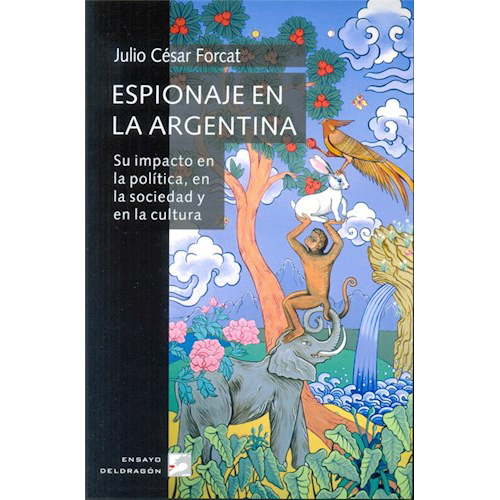 Julio César Forcat
ESPIONAJE EN
LA ARGENTINA
Su impacto en
la política, en
la sociedad y
en la cultura
ENSAYO
DELDRAGÓN